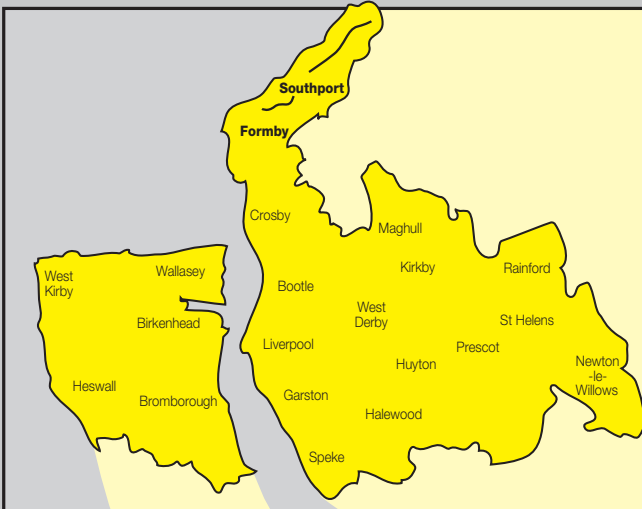 Southport
Formby
Crosby
Maghull
Kirkby
Rainford
West
Kirby
Wallasey
Bootle
West
Derby
St Helens
Birkenhead
Liverpool
Prescot
Huyton
Newton
-le-
Willows
Heswall
Bromborough
Garston
Halewood
Speke